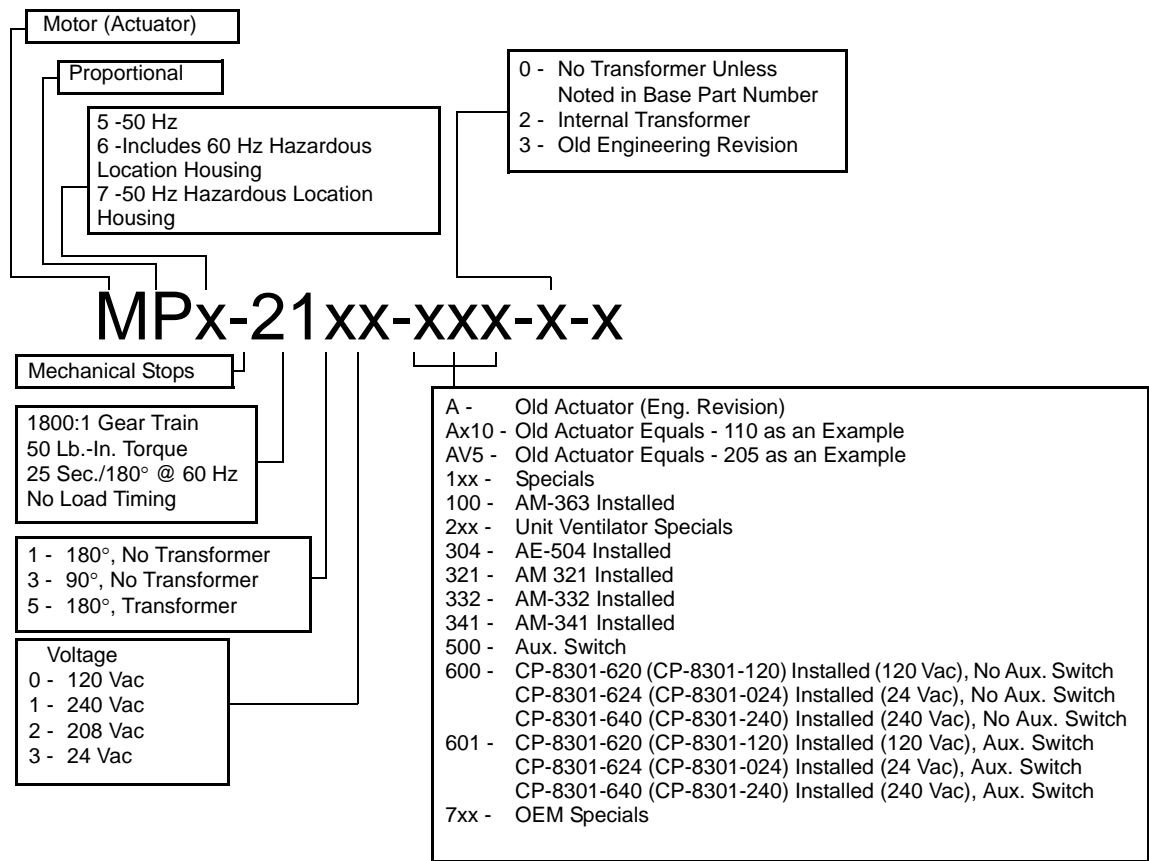 Motor (Actuator)
Proportional
5 -50 Hz
6 -Includes 60 Hz Hazardous
Location Housing
7 -50 Hz Hazardous Location
Housing
0 - No Transformer Unless
Noted in Base Part Number
2 - Internal Transformer
3 - Old Engineering Revision
MPx-21xx-xxx-x-x
Mechanical Stops
1800:1 Gear Train
50 Lb.-In. Torque
25 Sec./180° @ 60 Hz
No Load Timing
1 - 180°, No Transformer
3 - 90°, No Transformer
5 - 180°, Transformer
Voltage
0 - 120 Vac
1 - 240 Vac
2 - 208 Vac
3 - 24 Vac
A - Old Actuator (Eng. Revision)
Ax10 - Old Actuator Equals - 110 as an Example
AV5 - Old Actuator Equals - 205 as an Example
1xx - Specials
100 - AM-363 Installed
2xx - Unit Ventilator Specials
304 - AE-504 Installed
321 - AM 321 Installed
332 - AM-332 Installed
341 - AM-341 Installed
500 - Aux. Switch
600 - CP-8301-620 (CP-8301-120) Installed (120 Vac), No Aux. Switch
CP-8301-624 (CP-8301-024) Installed (24 Vac), No Aux. Switch
CP-8301-640 (CP-8301-240) Installed (240 Vac), No Aux. Switch
601 - CP-8301-620 (CP-8301-120) Installed (120 Vac), Aux. Switch
CP-8301-624 (CP-8301-024) Installed (24 Vac), Aux. Switch
CP-8301-640 (CP-8301-240) Installed (240 Vac), Aux. Switch
7xx - OEM Specials